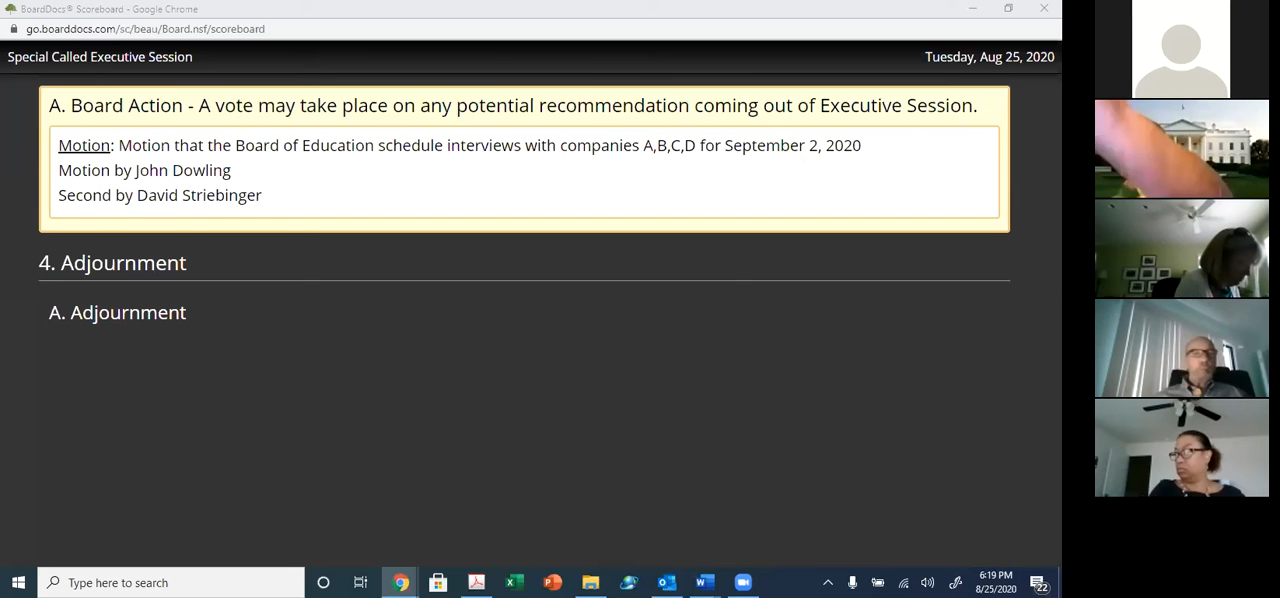 BoardDocs® Scoreboard - Google Chrome
go.boarddocs.com/sc/beau/Board.nsf/scoreboard
Special Called Executive Session
Tuesday, Aug 25, 2020
A. Board Action - A vote may take place on any potential recommendation coming out of Executive Session.
Motion: Motion that the Board of Education schedule interviews with companies A,B,C,D for September 2, 2020
Motion by John Dowling
Second by David Striebinger
4. Adjournment
A. Adjournment
Type here to search
6:19 PM
8/25/2020
22